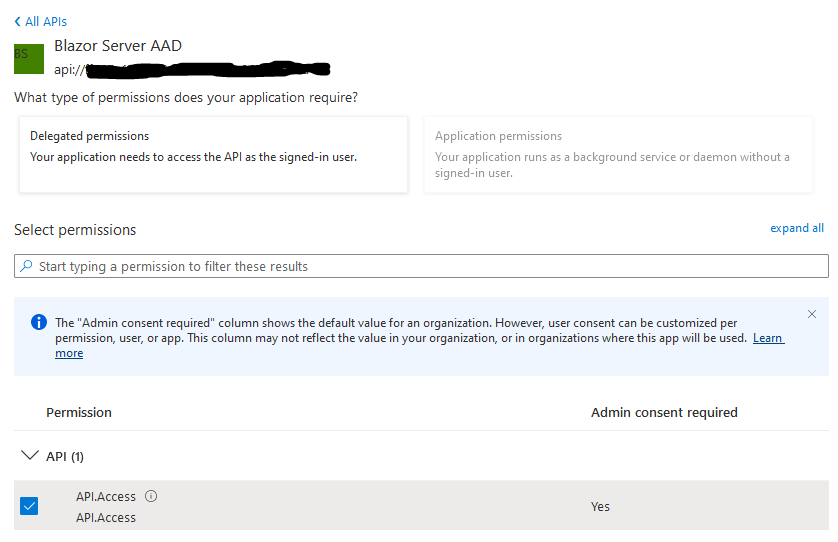 All APIs
BS
Blazor Server AAD
api://
What type of permissions does your application require?
Delegated permissions
Your application needs to access the API as the signed-in user.
Application permissions
Your application runs as a background service or daemon without a
signed-in user.
Select permissions
expand all
Start typing a permission to filter these results
The "Admin consent required" column shows the default value for an organization. However, user consent can be customized per
permission, user, or app. This column may not reflect the value in your organization, or in organizations where this app will be used. Learn
more
Permission
Admin consent required
API (1)
API.Access
API.Access
Yes